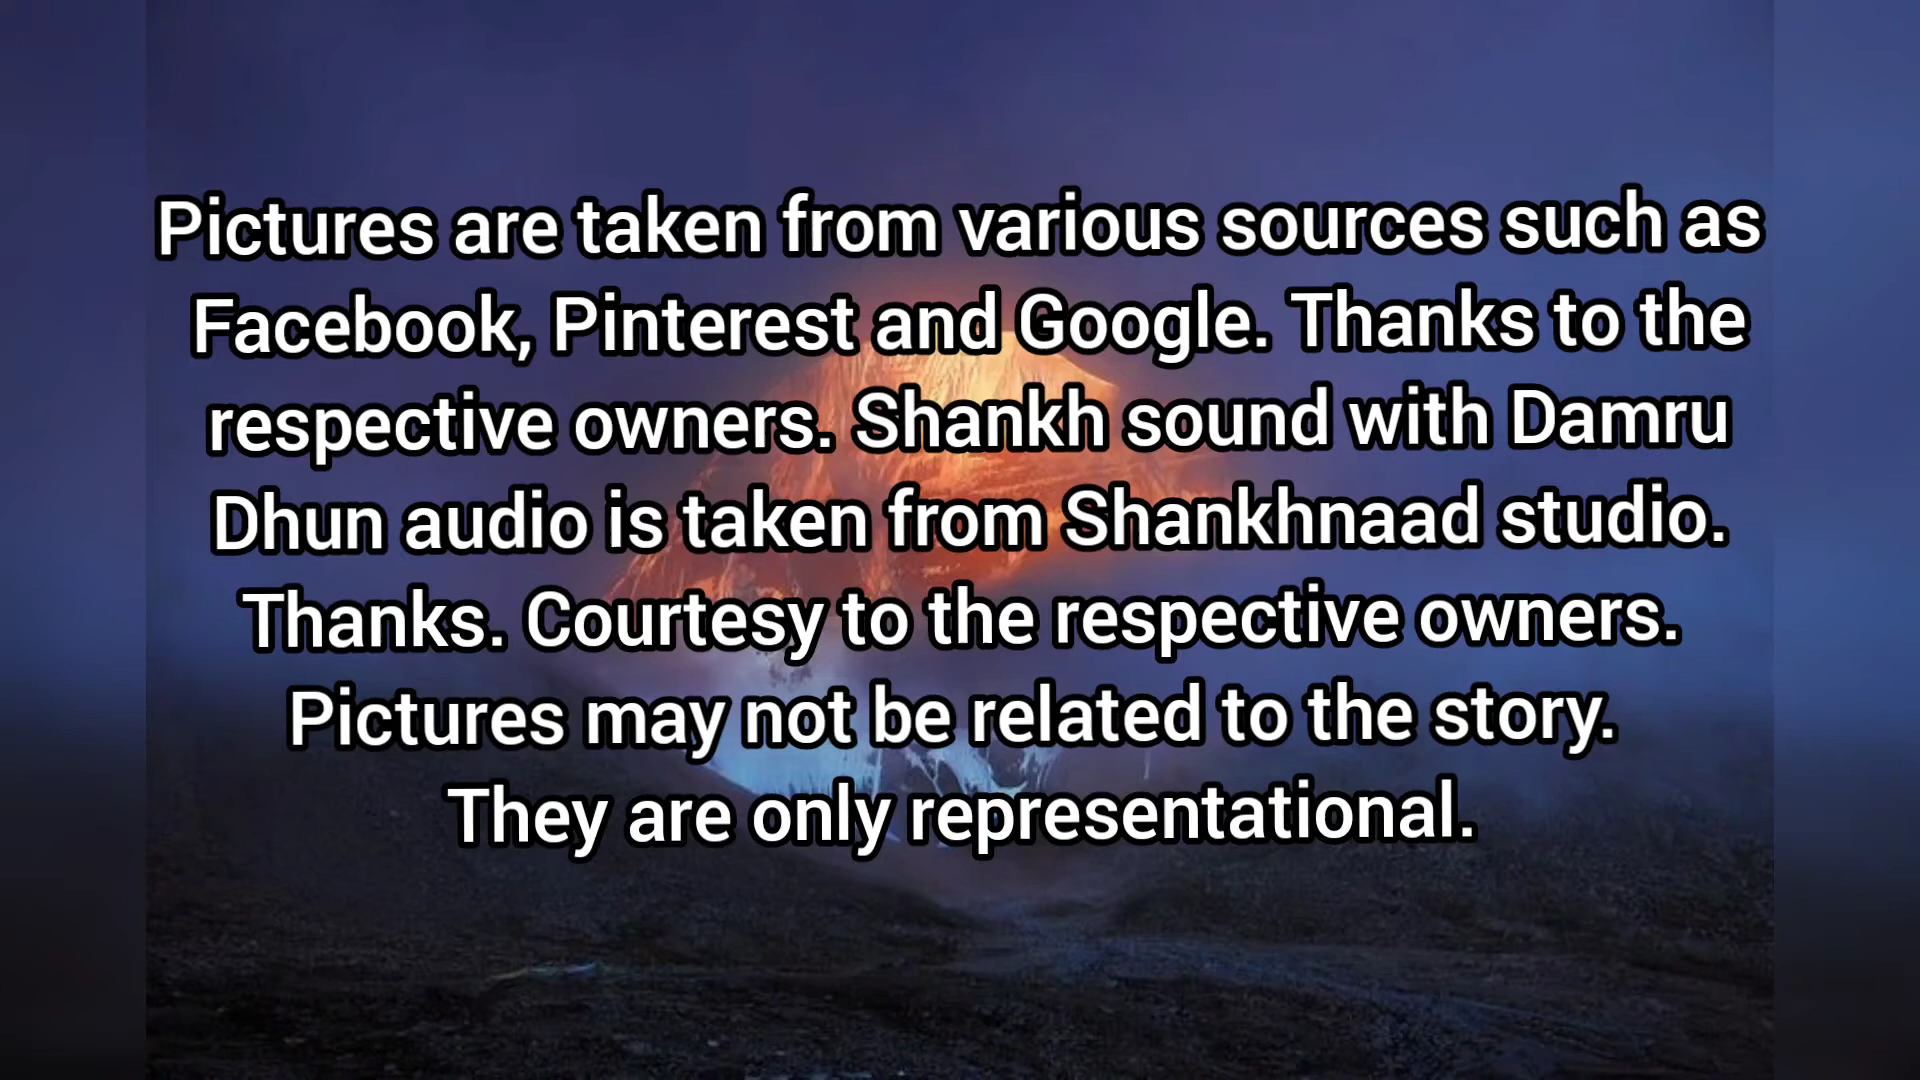 Pictures are taken from various sources such as
Facebook, Pinterest and Google. Thanks to the
respective owners. Shankh sound with Damru
Dhun audio is taken from Shankhnaad studio.
Thanks. Courtesy to the respective owners.
Pictures may not be related to the story.
They are only representational.